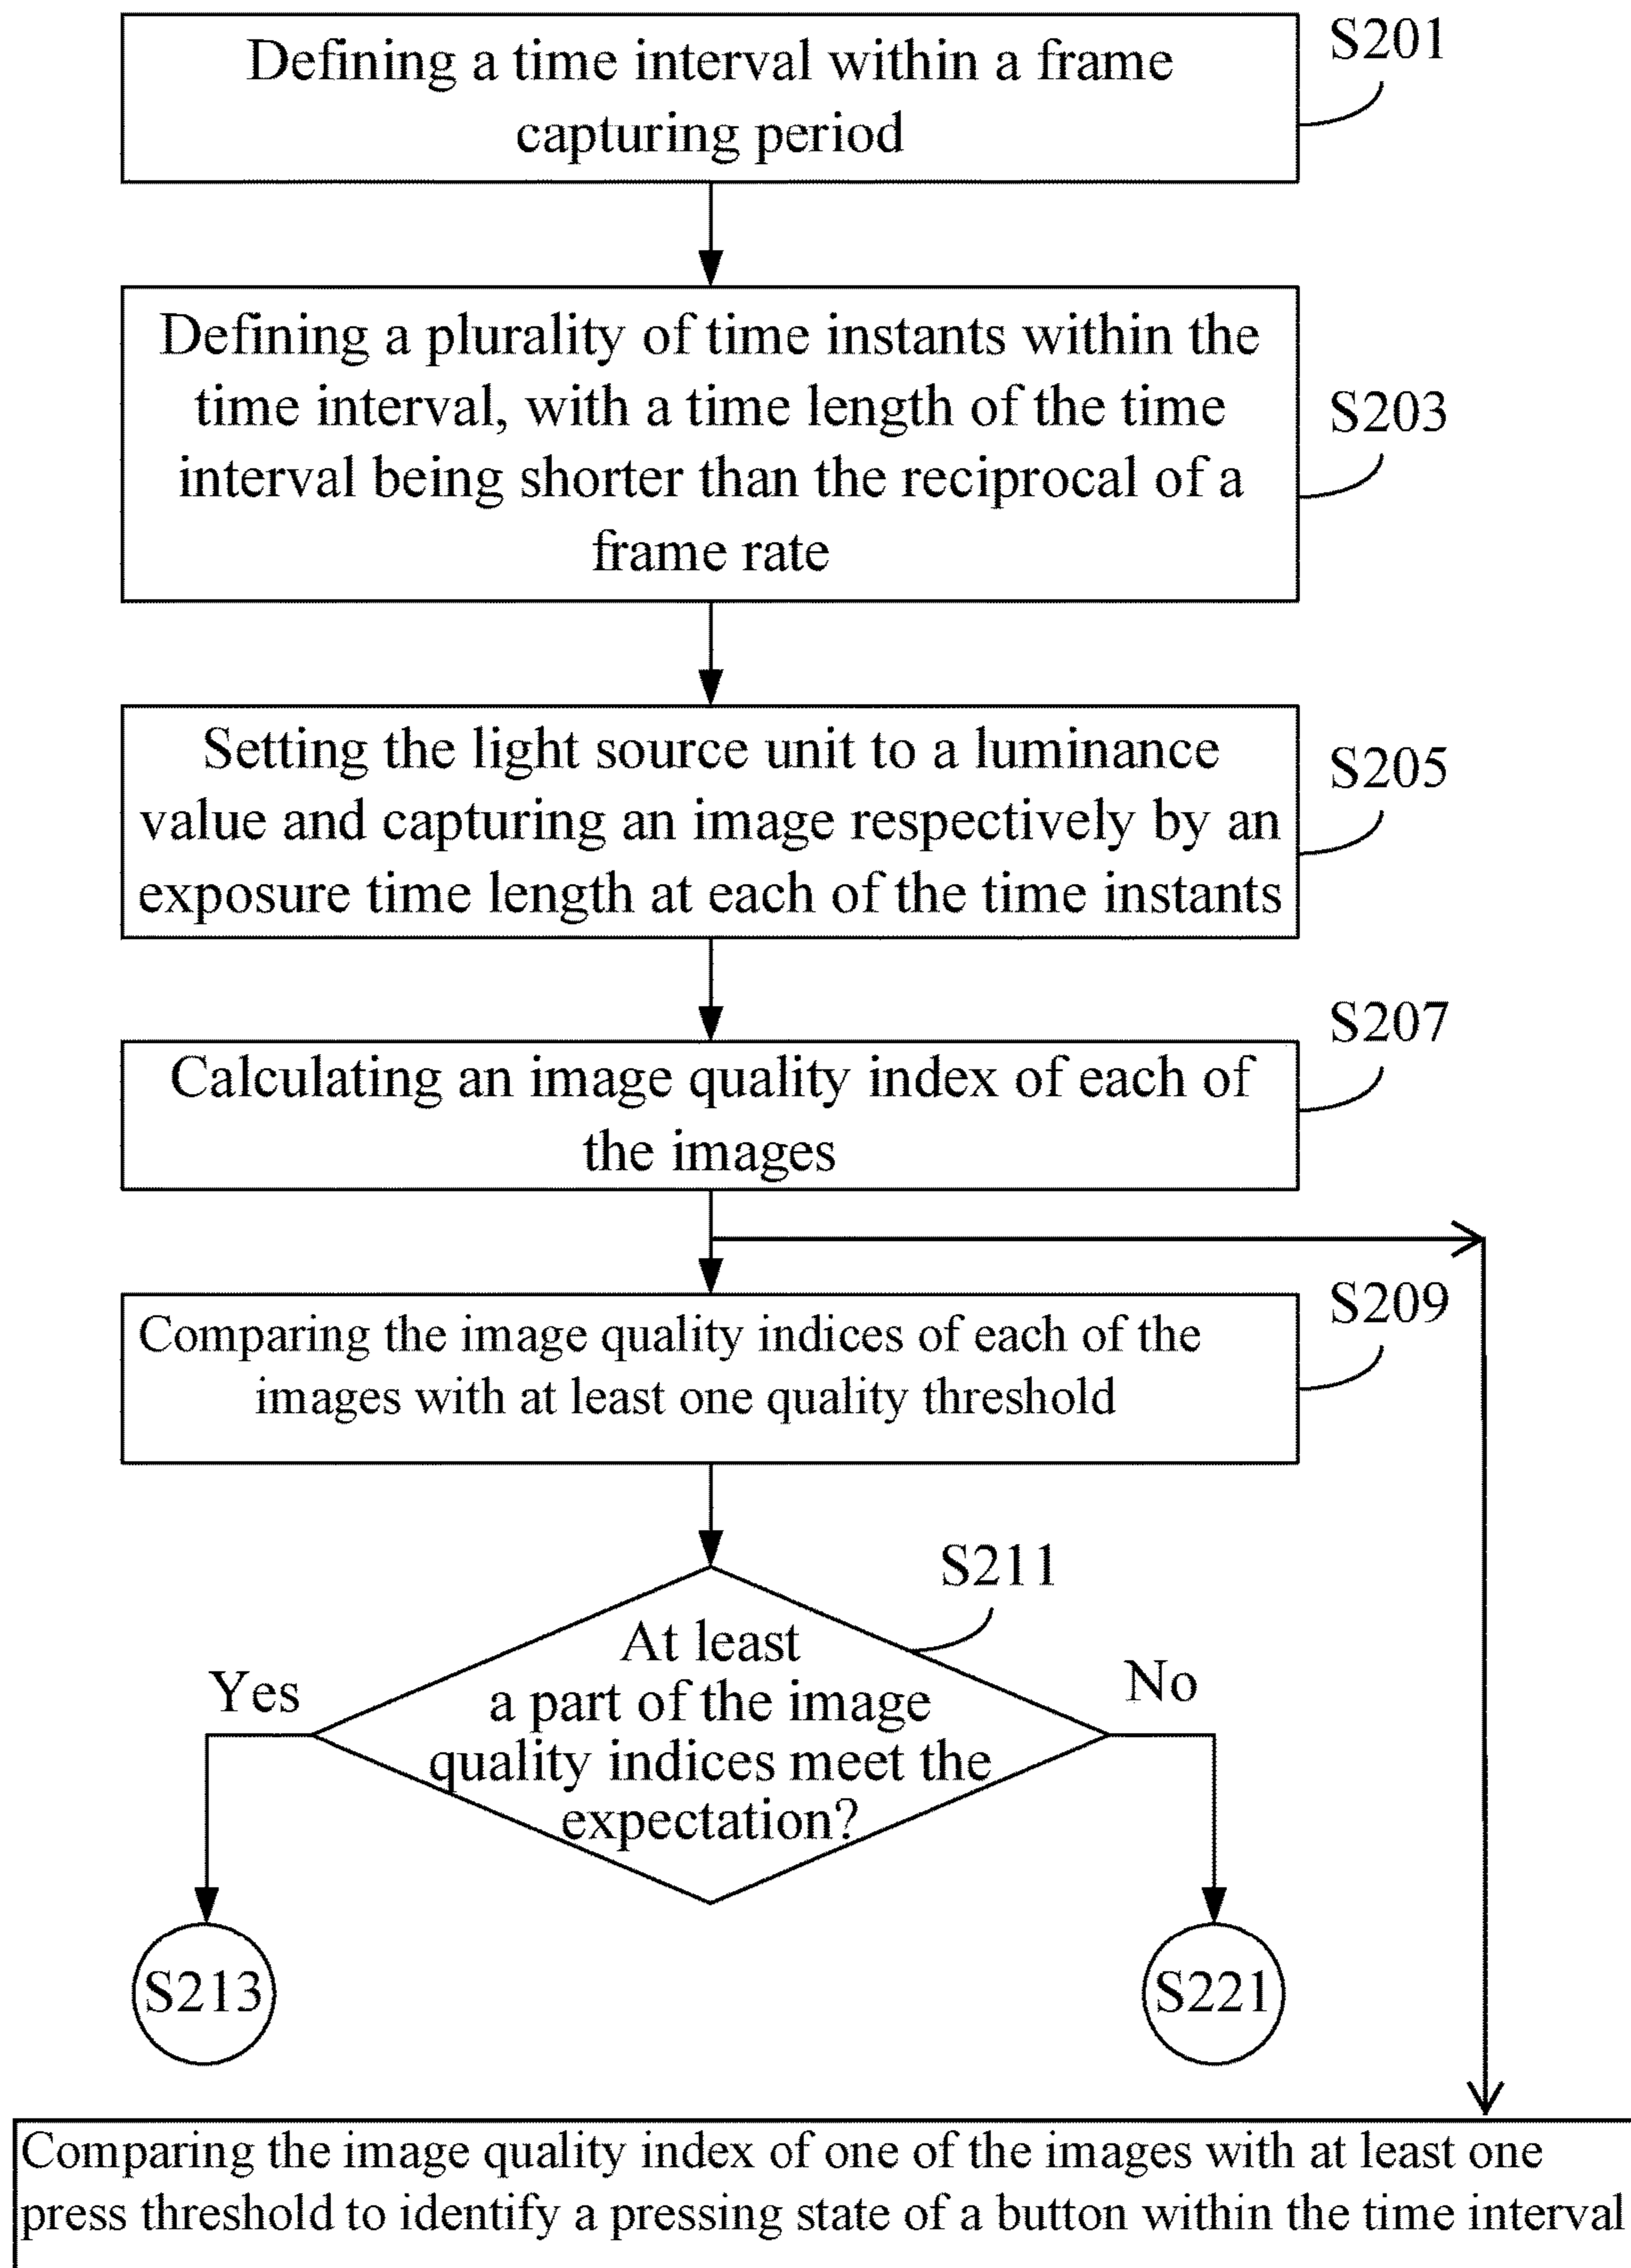 Defining a time interval within a frame
capturing period
S201
Defining a plurality of time instants within the
time interval, with a time length of the time
interval being shorter than the reciprocal of a
frame rate
S203
Setting the light source unit to a luminance
value and capturing an image respectively by an
exposure time length at each of the time instants
S205
Calculating an image quality index of each of
the images
S207
Comparing the image quality indices of each of the
images with at least one quality threshold
S209
At least
a part of the image
quality indices meet the
expectation?
S211
Yes
No
S213
S221
Comparing the image quality index of one of the images with at least one
press threshold to identify a pressing state of a button within the time interval